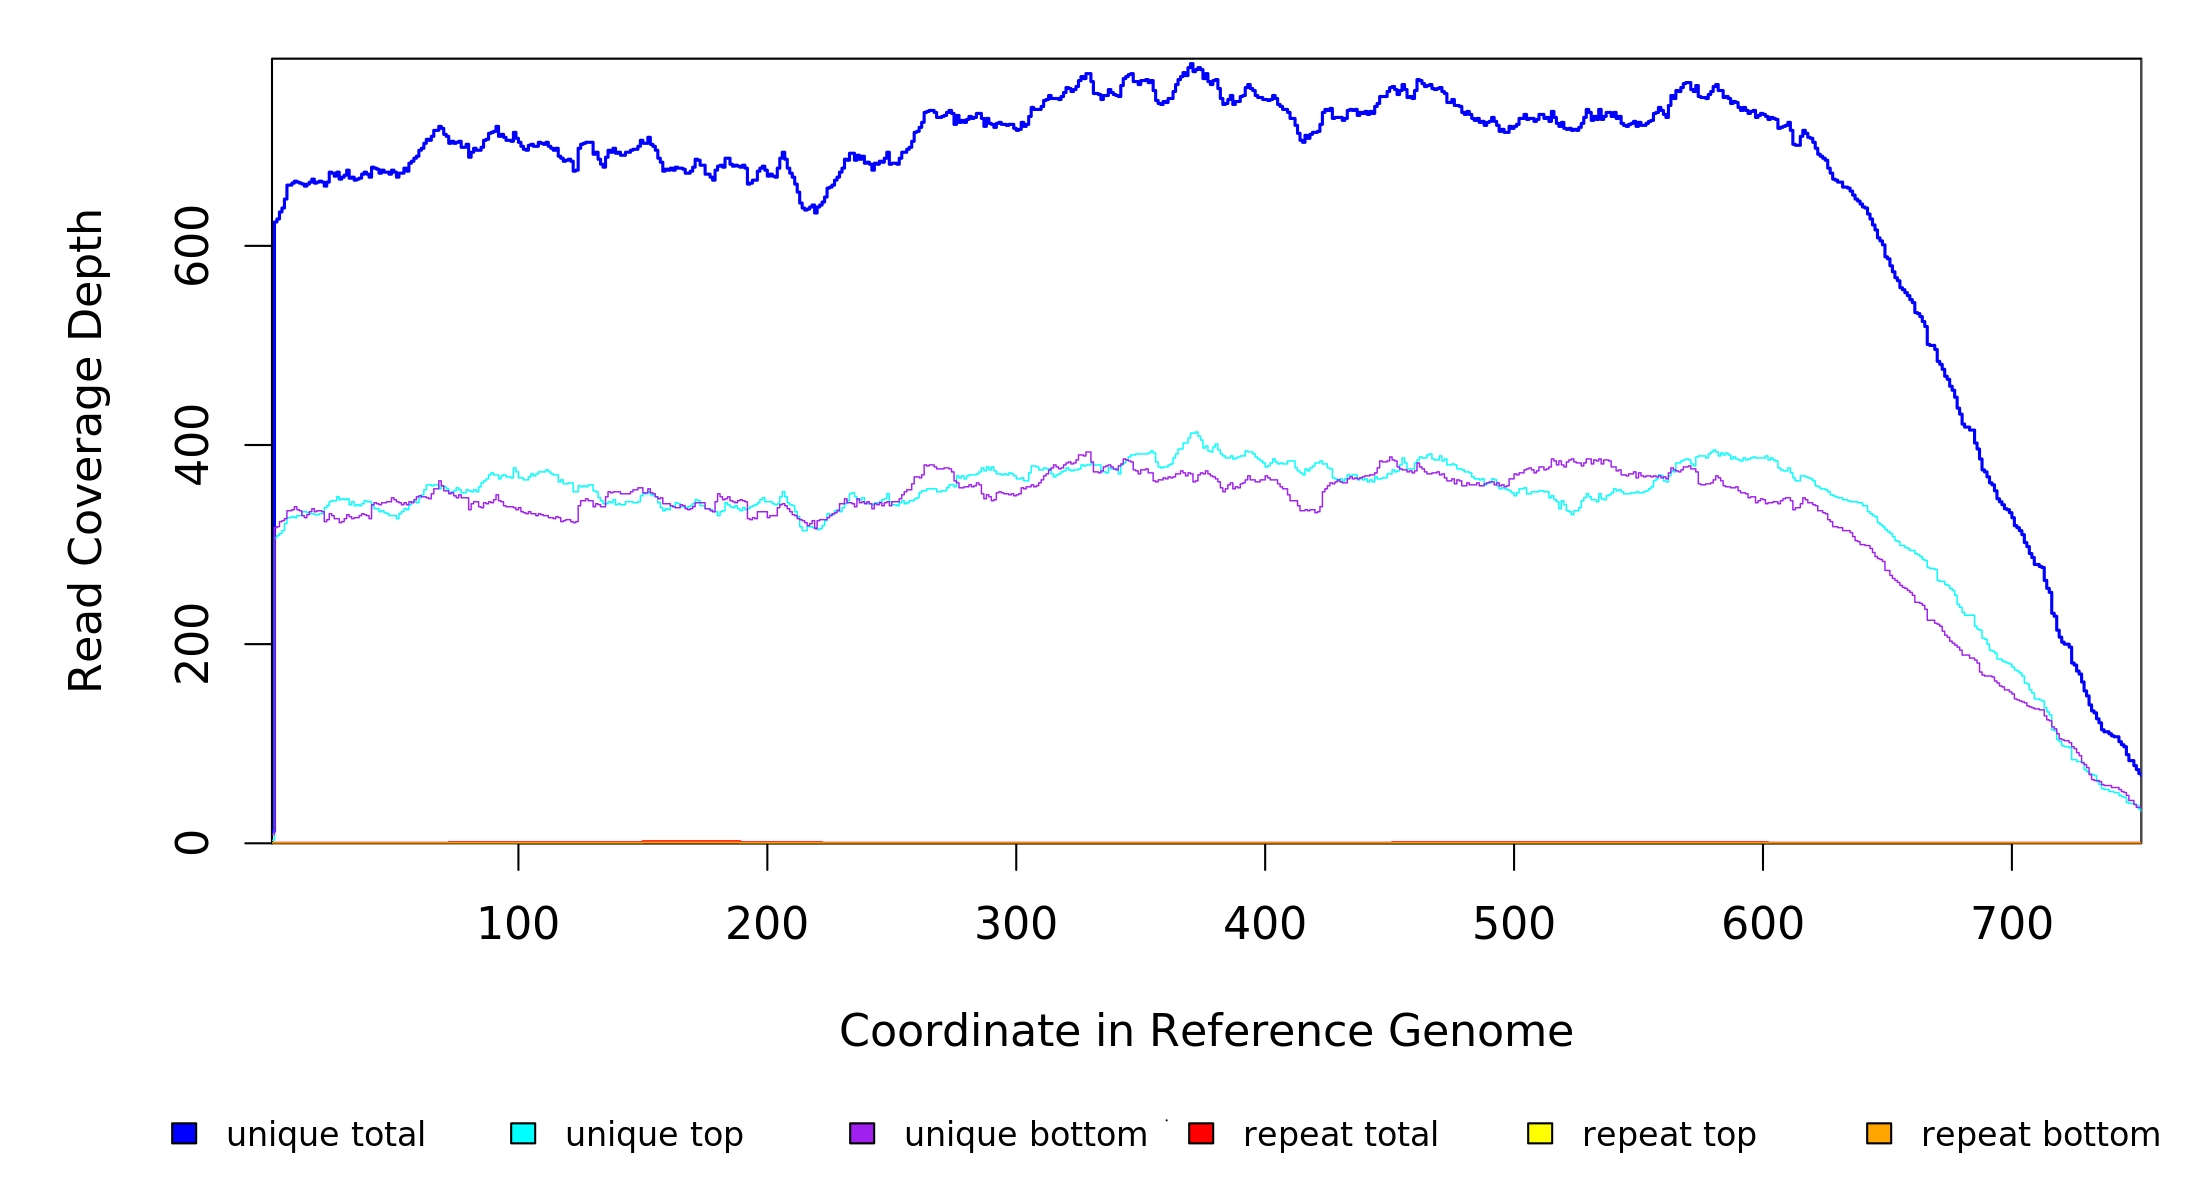 Read Coverage Depth
600
400
200
0
100 200 300 400 500 600 700
Coordinate in Reference Genome
unique total unique top unique bottom repeat total repeat top repeat bottom